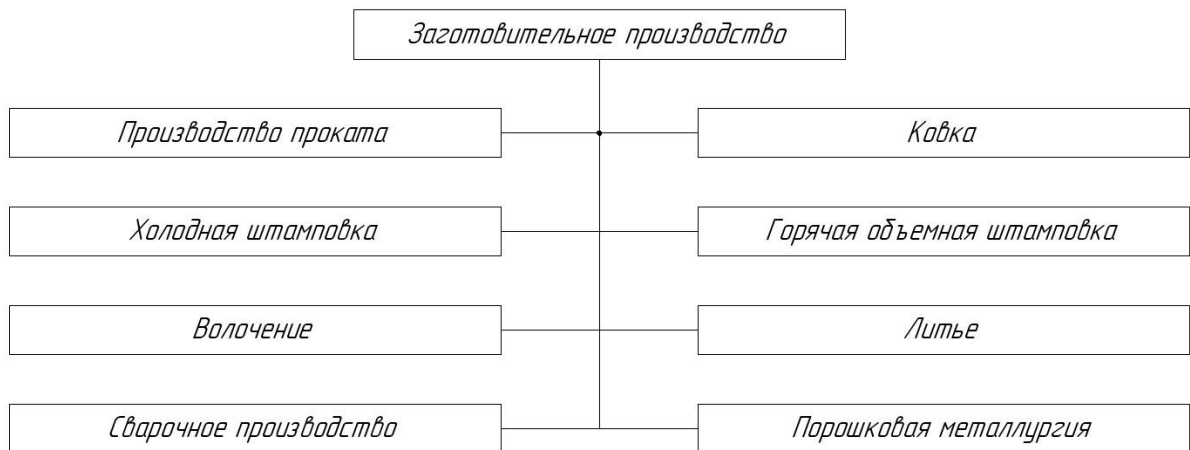 Заготовительное производство
Производство проката
Ковка
Холодная штамповка
Горячая объемная штамповка
Волочение
Литье
Сварочное производство
Порошковая металлургия